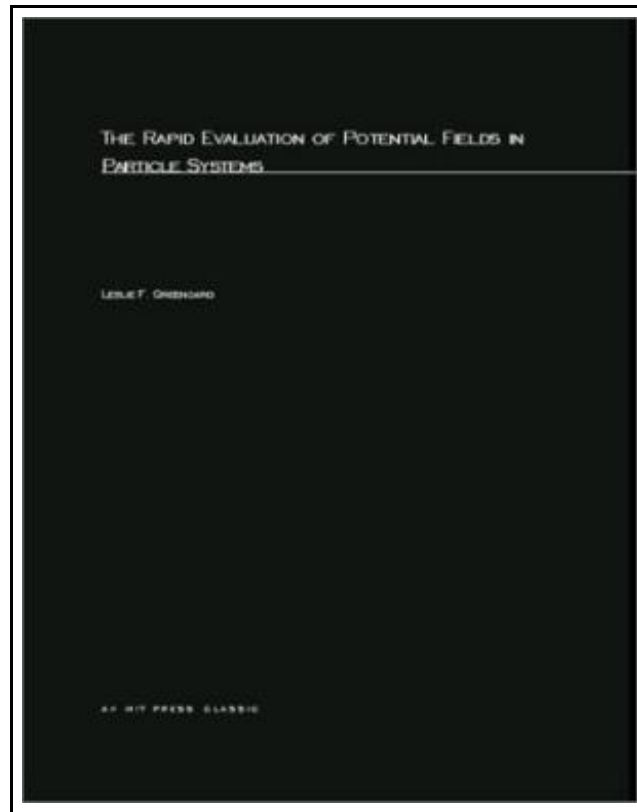 THE RAPID EVALUATION OF POTENTIAL FIELDS IN
PARTICLE SYSTEMS
LESLIE F. GREENGARD
AN MIT PRESS CLASSIC